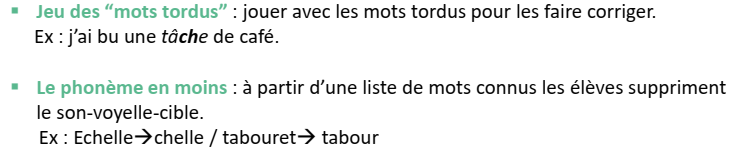 ▪ Jeu des “mots tordus” : jouer avec les mots tordus pour les faire corriger.
Ex : j’ai bu une tâche de café.
▪ Le phonème en moins : à partir d’une liste de mots connus les élèves suppriment
le son-voyelle-cible.
Ex : Echelle→chelle / tabouret→ tabour